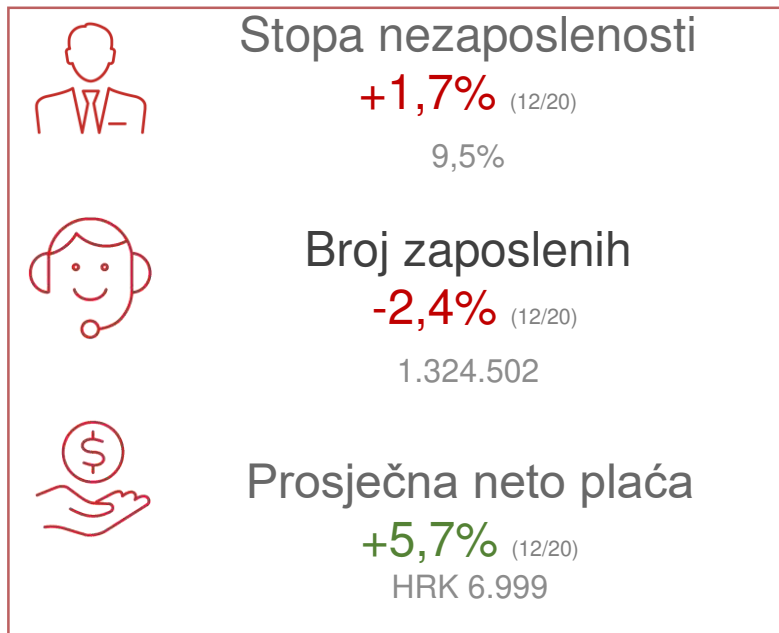 Stopa nezaposlenosti
+1,7% (12/20)
9,5%
Broj zaposlenih
-2,4% (12/20)
1.324.502
$
Prosječna neto plaća
+5,7% (12/20)
HRK 6.999